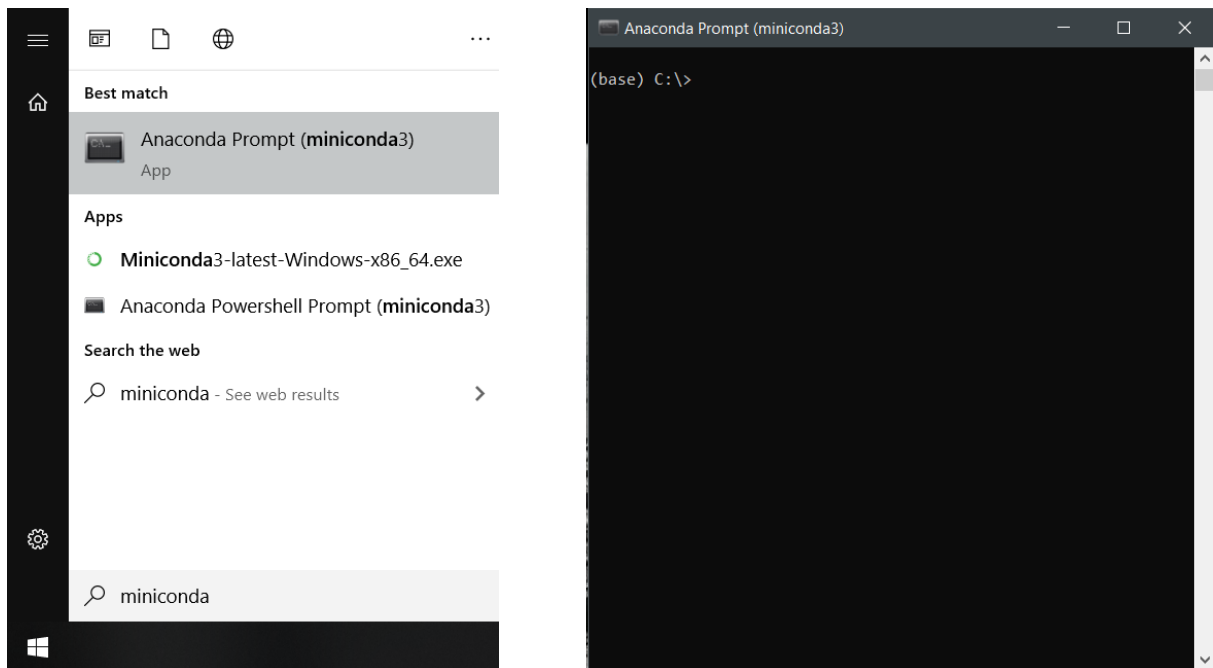 Best match
Anaconda Prompt (miniconda3)
App
Apps
Miniconda3-latest-Windows-x86_64.exe
Anaconda Powershell Prompt (miniconda3)
Search the web
miniconda - See web results
miniconda
Anaconda Prompt (miniconda3)
(base) C:\>